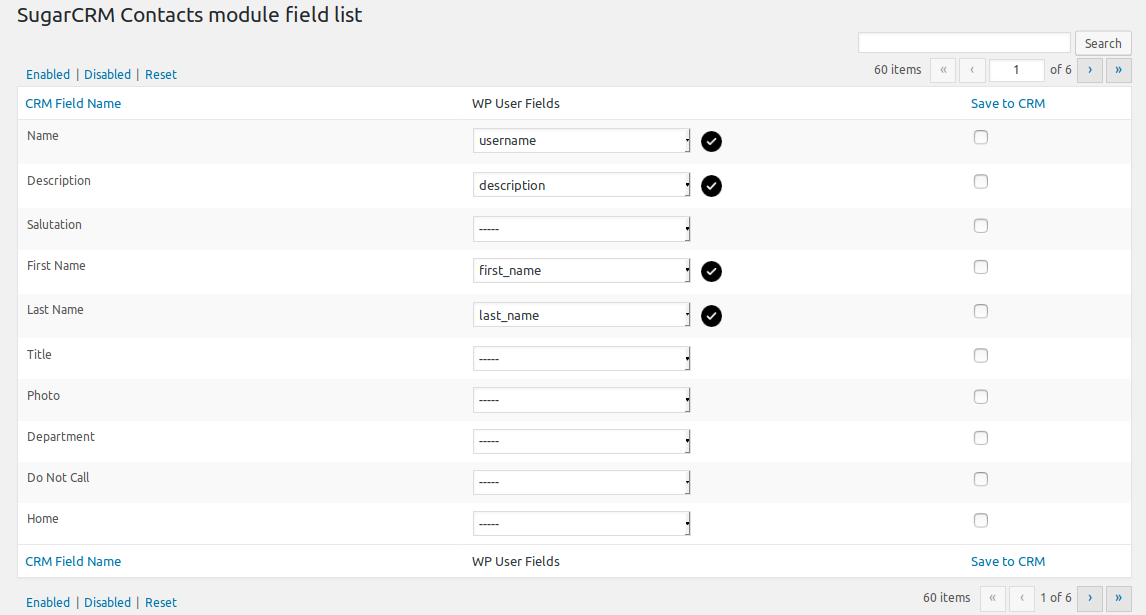 SugarCRM Contacts module field list
Search
Enabled | Disabled | Reset
60 items « ‹ 1 of 6 › »
CRM Field Name WP User Fields Save to CRM
Name username
Description description
Salutation -----
First Name first_name
Last Name last_name
Title -----
Photo -----
Department -----
Do Not Call -----
Home -----
CRM Field Name WP User Fields Save to CRM
Enabled | Disabled | Reset
60 items « ‹ 1 of 6 › »